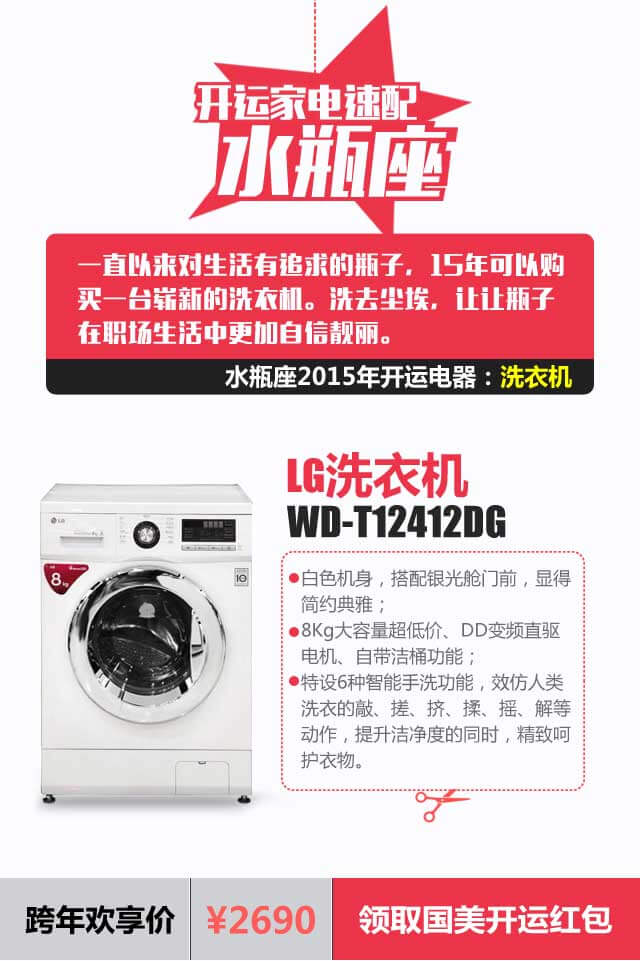 开运家电速配
水瓶座
一直以来对生活有追求的瓶子，15年可以购
买一台崭新的洗衣机。洗去尘埃，让让瓶子
在职场生活中更加自信靓丽。
水瓶座2015年开运电器：洗衣机
LG洗衣机
WD-T12412DG
白色机身，搭配银光舱门前，显得
简约典雅；
8Kg大容量超低价、DD变频直驱
电机、自带洁桶功能；
特设6种智能手洗功能，效仿人类
洗衣的敲、搓、挤、揉、摇、解等
动作，提升洁净度的同时，精致呵
护衣物。
LG
8kg
跨年欢享价
¥2690
领取国美开运红包